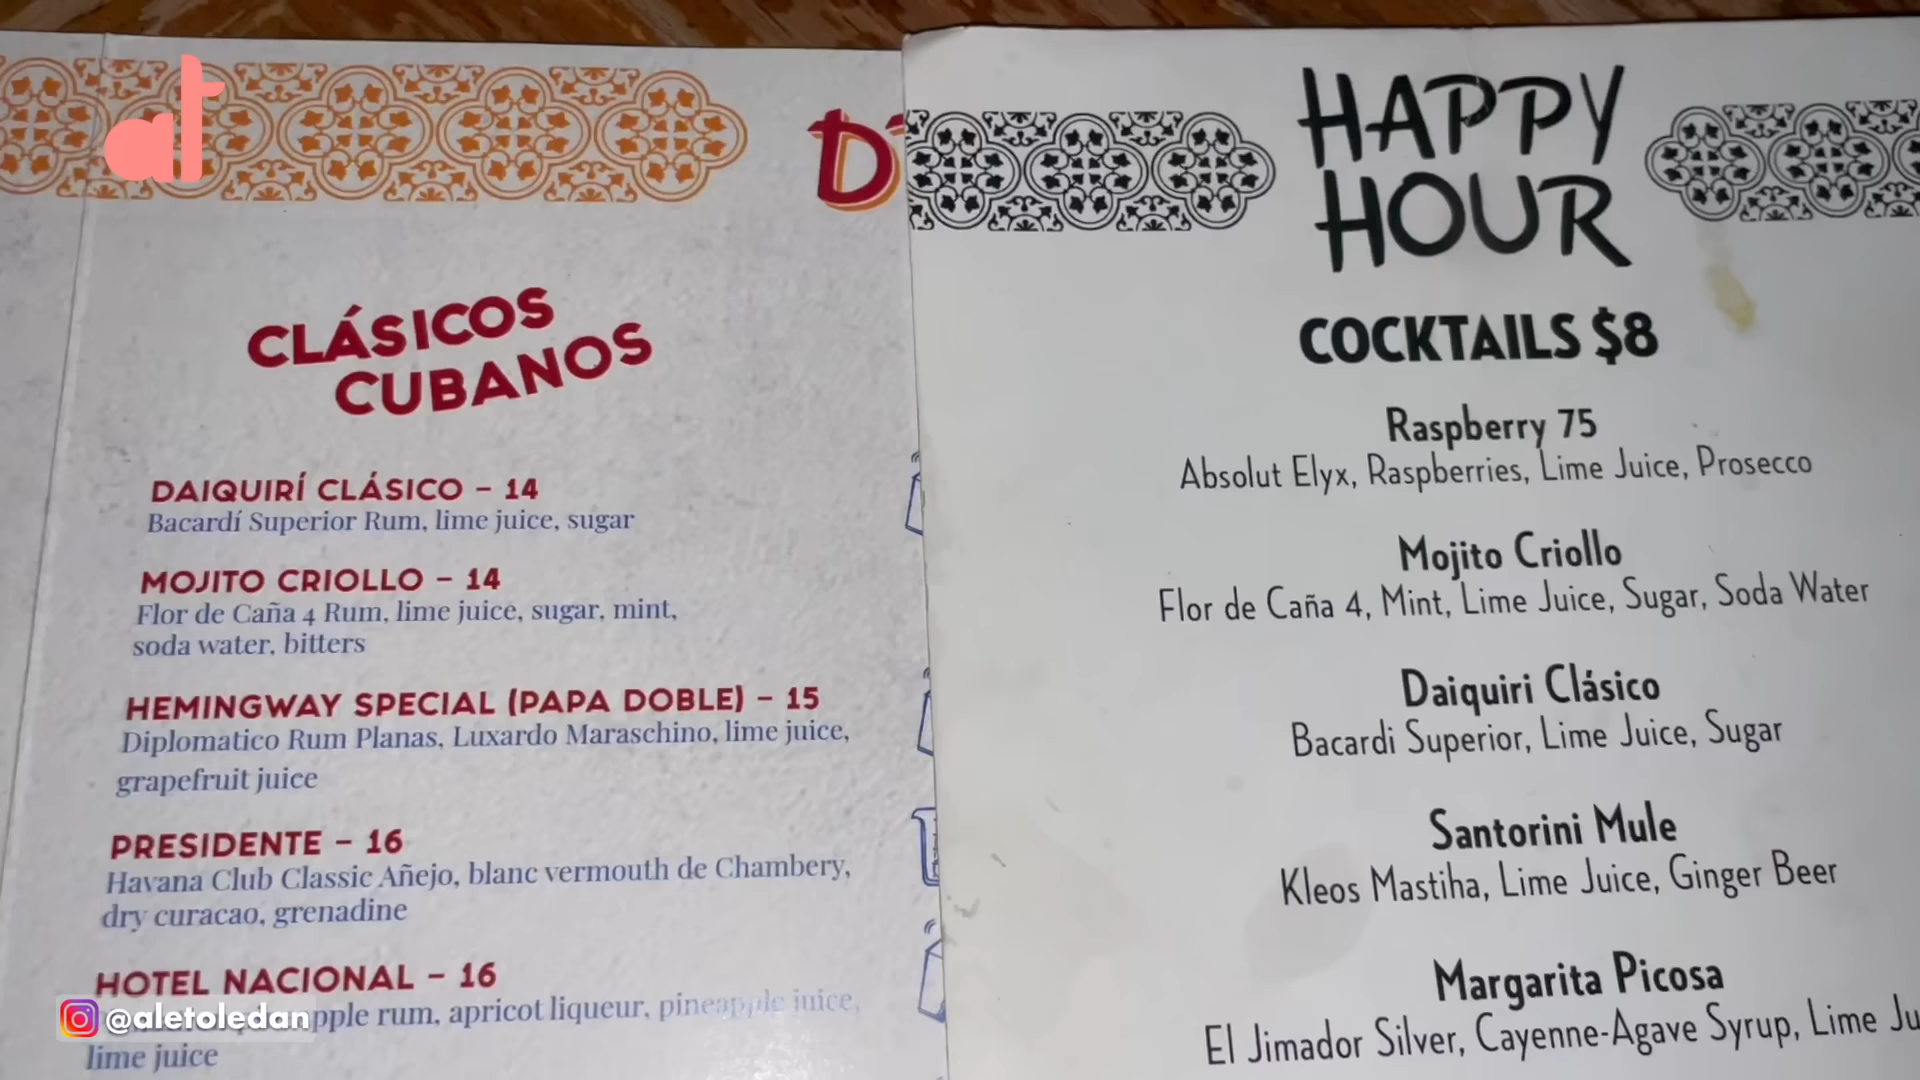 at
CLÁSICOS
CUBANOS
DAIQUIRÍ CLÁSICO – 14
Bacardí Superior Rum, lime juice, sugar
MOJITO CRIOLLO – 14
Flor de Caña 4 Rum, lime juice, sugar, mint,
soda water, bitters
HEMINGWAY SPECIAL (PAPA DOBLE) – 15
Diplomatico Rum Planas, Luxardo Maraschino, lime juice,
grapefruit juice
PRESIDENTE – 16
Havana Club Classic Añejo, blanc vermouth de Chambery,
dry curacao, grenadine
HOTEL NACIONAL – 16
rum, apricot liqueur, pineapple juice,
lime juice
@aletoledan
D
HAPPY
HOUR
COCKTAILS $8
Raspberry 75
Absolut Elyx, Raspberries, Lime Juice, Prosecco
Mojito Criollo
Flor de Caña 4, Mint, Lime Juice, Sugar, Soda Water
Daiquiri Clásico
Bacardi Superior, Lime Juice, Sugar
Santorini Mule
Kleos Mastiha, Lime Juice, Ginger Beer
Margarita Picosa
El Jimador Silver, Cayenne-Agave Syrup, Lime Ju